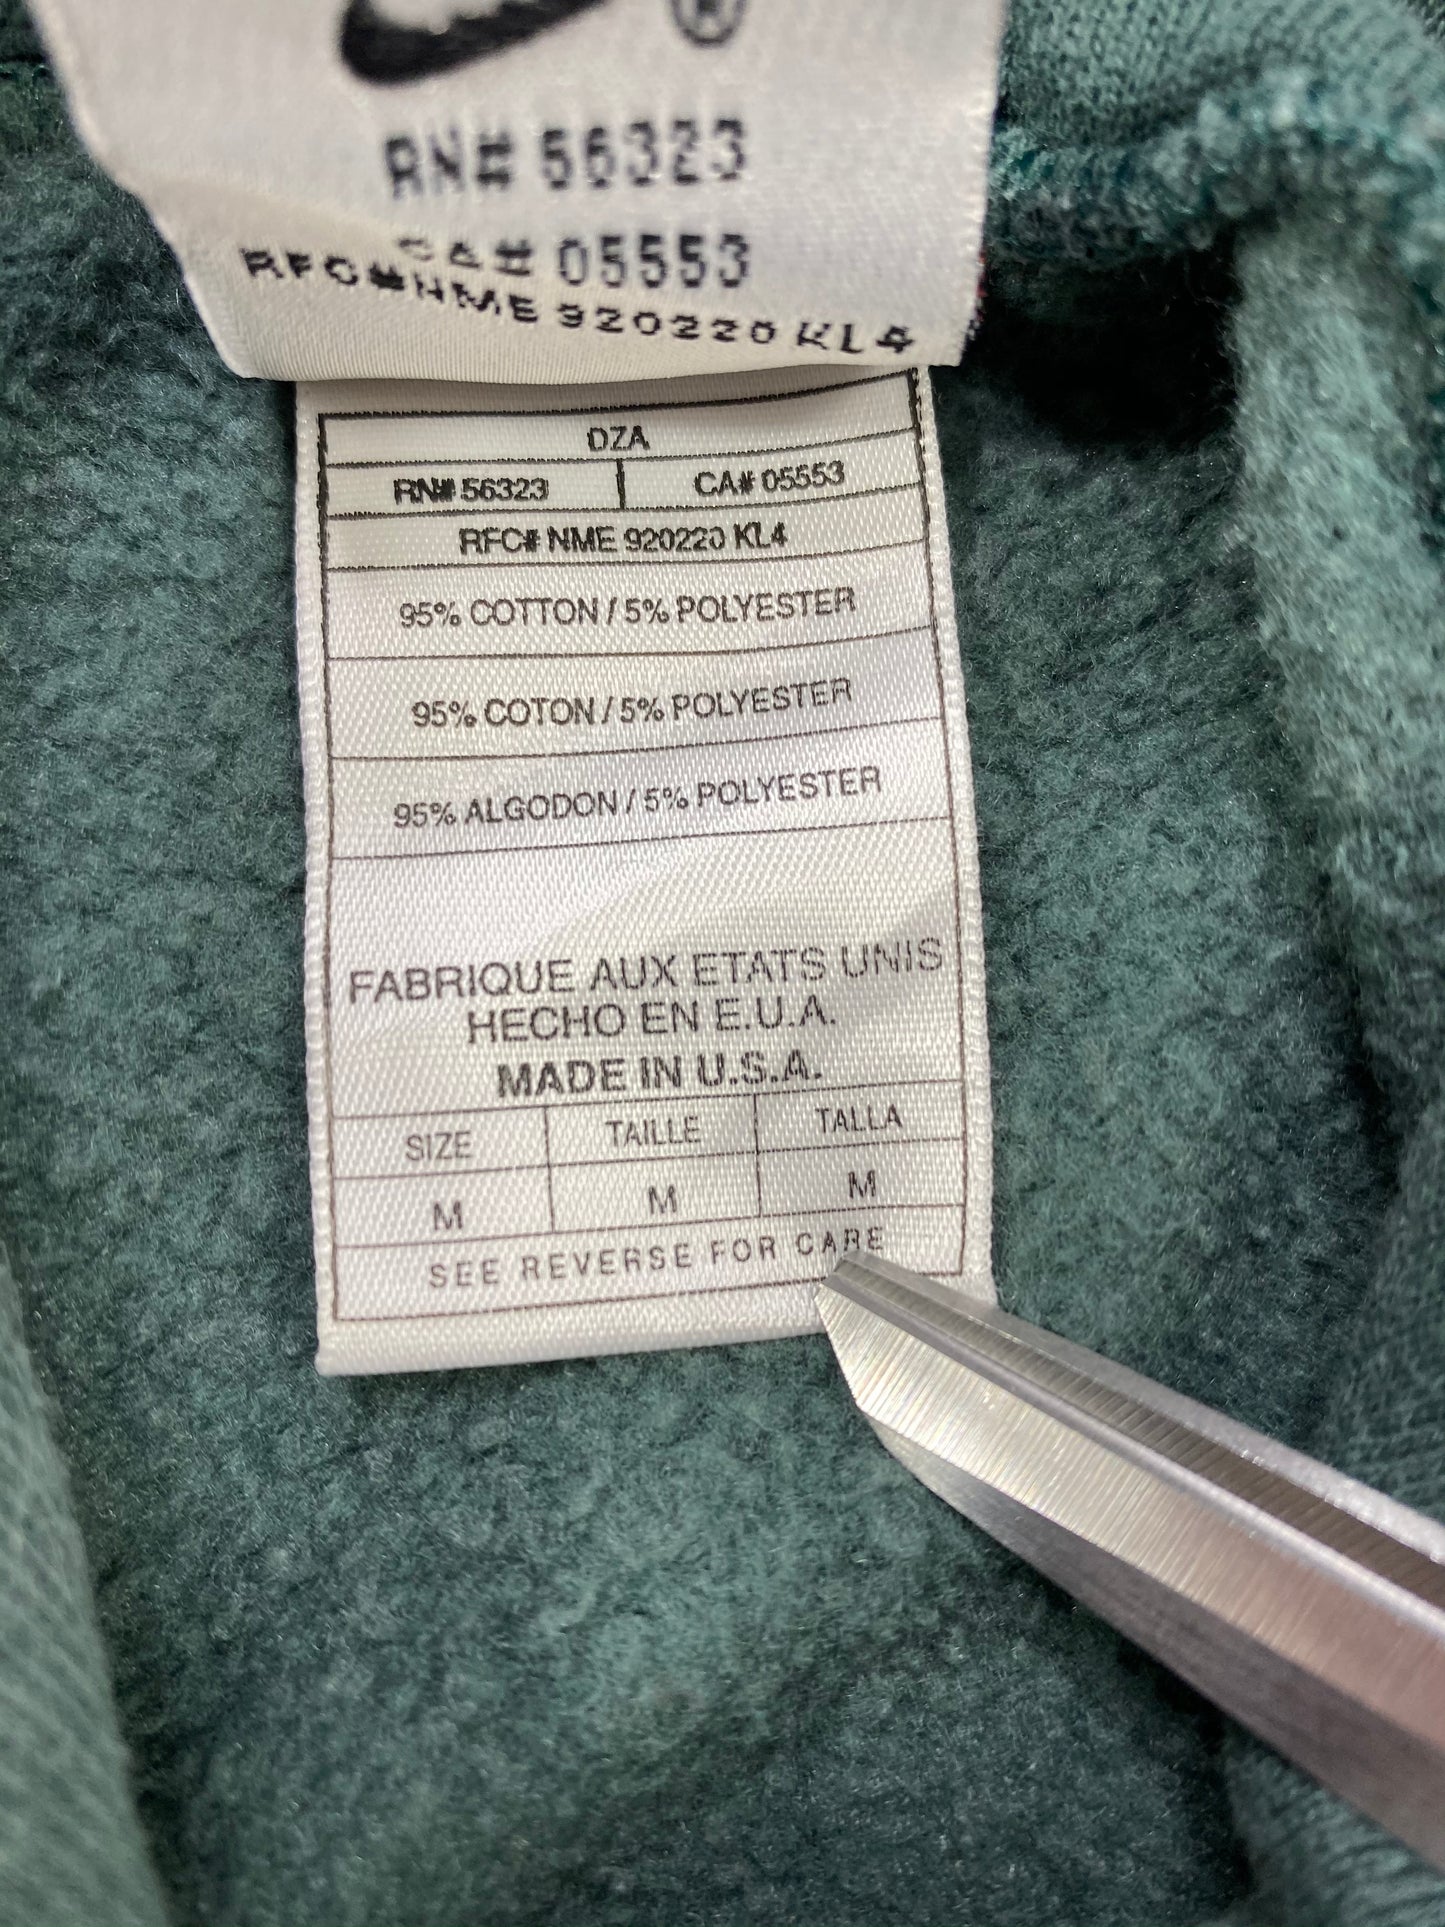 ®
RN# 56323
CA# 05553
RFC#NME 920220 KL4
DZA
RN# 56323 CA# 05553
RFC# NME 920220 KL4
95% COTTON / 5% POLYESTER
95% COTON / 5% POLYESTER
95% ALGODON / 5% POLYESTER
FABRIQUE AUX ETATS UNIS
HECHO EN E.U.A.
MADE IN U.S.A.
SIZE TAILLE TALLA
M M M
SEE REVERSE FOR CARE